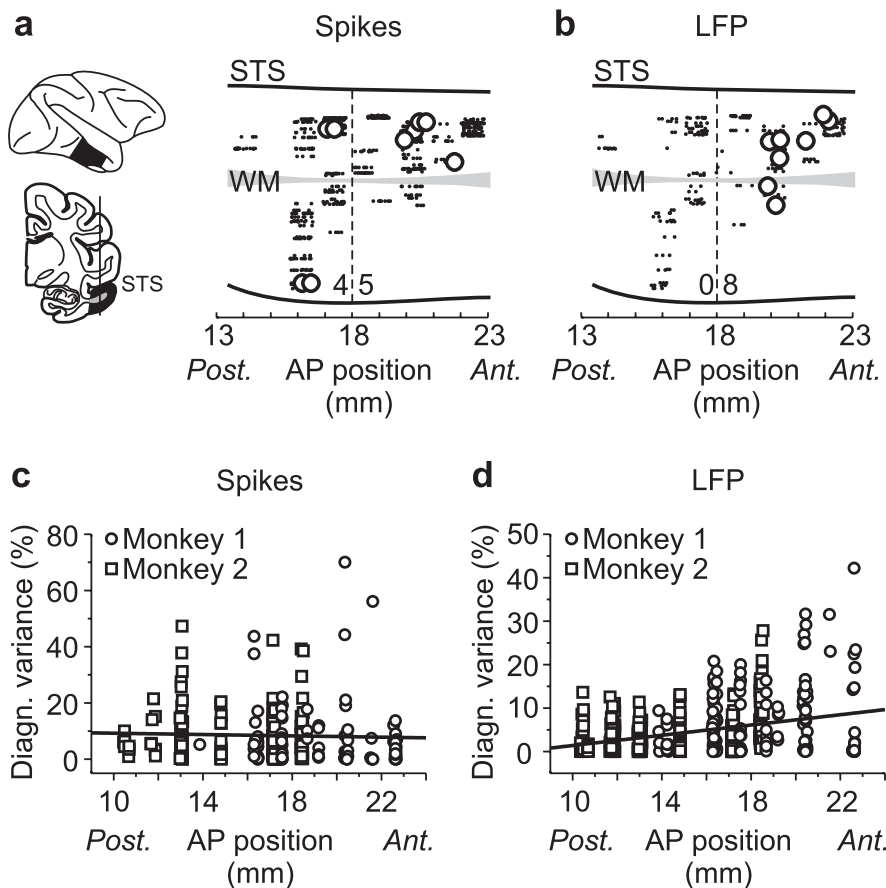 a
Spikes
STS
WM
4 5
STS
13 18 23
Post. AP position Ant.
(mm)
b
LFP
STS
WM
0 8
13 18 23
Post. AP position Ant.
(mm)
c
Spikes
Diagn. variance (%)
80
60
40
20
0
Monkey 1
Monkey 2
10 14 18 22
Post. AP position Ant.
(mm)
d
LFP
Diagn. variance (%)
50
40
30
20
10
0
Monkey 1
Monkey 2
10 14 18 22
Post. AP position Ant.
(mm)